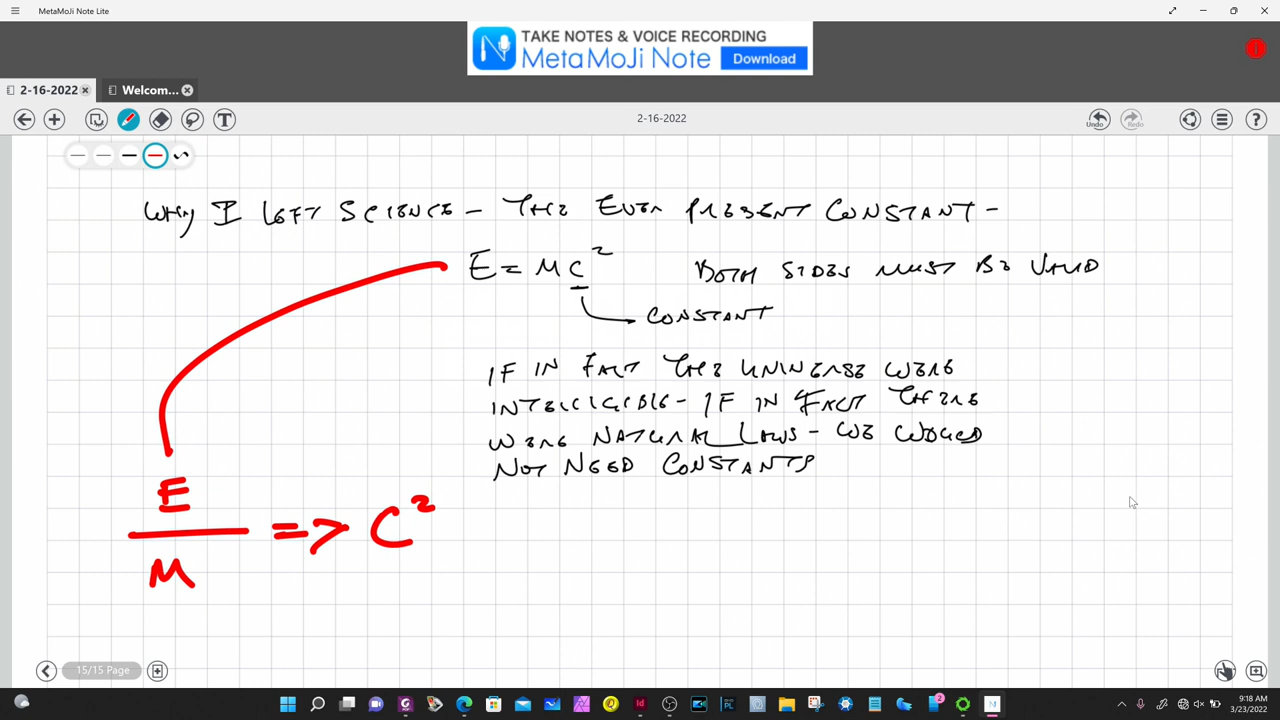 MetaMoJi Note Lite
TAKE NOTES & VOICE RECORDING
MetaMoJi Note Download
2-16-2022 Welcom...
2-16-2022
Undo Redo
WHY I LEFT SCIENCE - THE EVER PRESENT CONSTANT -
E = MC² BOTH SIDES MUST BE VALID
CONSTANT
IF IN FACT THE UNIVERSE WERE
INTELLIGIBLE - IF IN FACT THERE
WERE NATURAL LAWS - WE WOULD
NOT NEED CONSTANTS
E
M
=> C²
15/15 Page
9:18 AM
3/23/2022